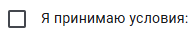 Я принимаю условия: